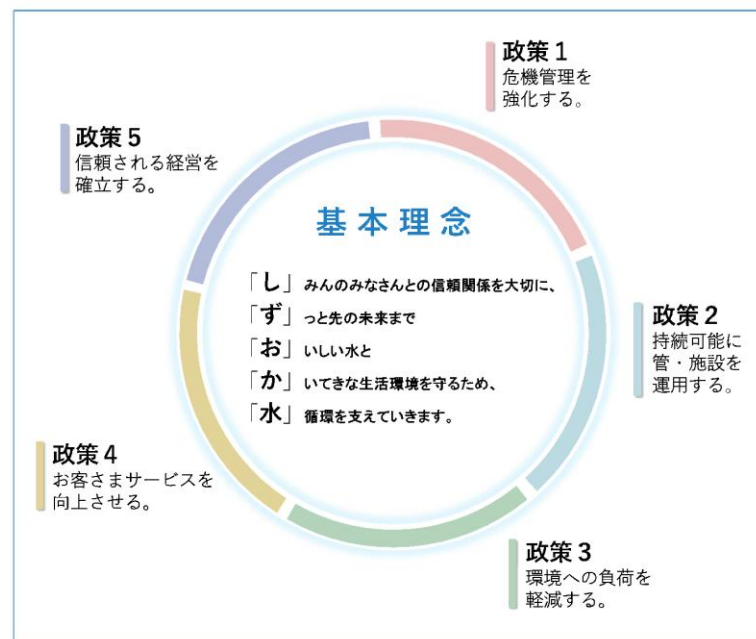 政策1
危機管理を
強化する。
政策5
信頼される経営を
確立する。
基本理念
「し」みんのみなさんとの信頼関係を大切に、
「ず」っと先の未来まで
「お」いしい水と
「か」いてきな生活環境を守るため、
「水」循環を支えていきます。
政策2
持続可能に
管・施設を
運用する。
政策4
お客さまサービスを
向上させる。
政策3
環境への負荷を
軽減する。